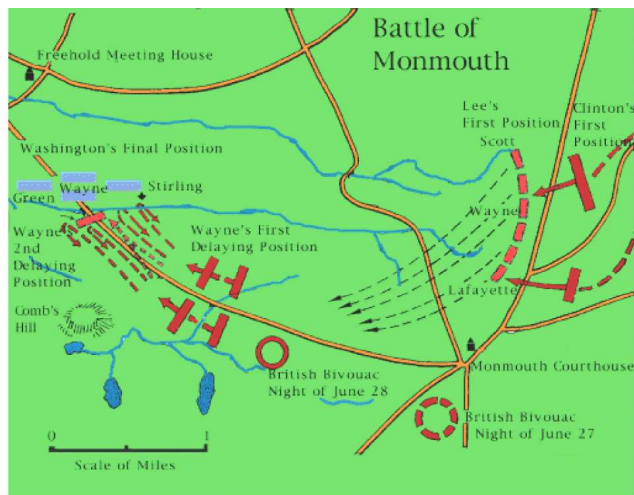 Battle of
Monmouth
Freehold Meeting House
Lee's
First Position
Scott
Clinton's
First
Position
Washington's Final Position
Green
Wayne
Stirling
Wayne's
2nd
Delaying
Position
Wayne's First
Delaying Position
Wayne
Lafayette
Comb's
Hill
British Bivouac
Night of June 28
Monmouth Courthouse
British Bivouac
Night of June 27
0
1
Scale of Miles